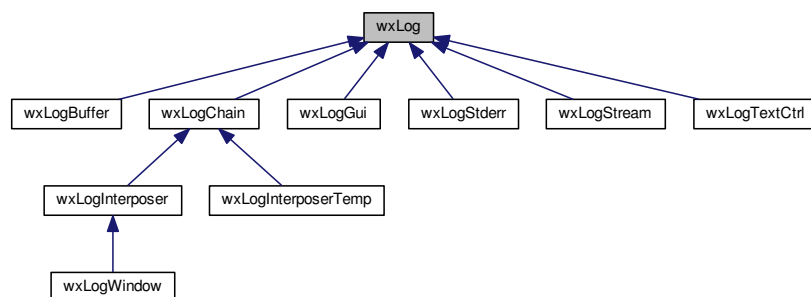 wxLog
wxLogBuffer
wxLogChain
wxLogGui
wxLogStderr
wxLogStream
wxLogTextCtrl
wxLogInterposer
wxLogInterposerTemp
wxLogWindow